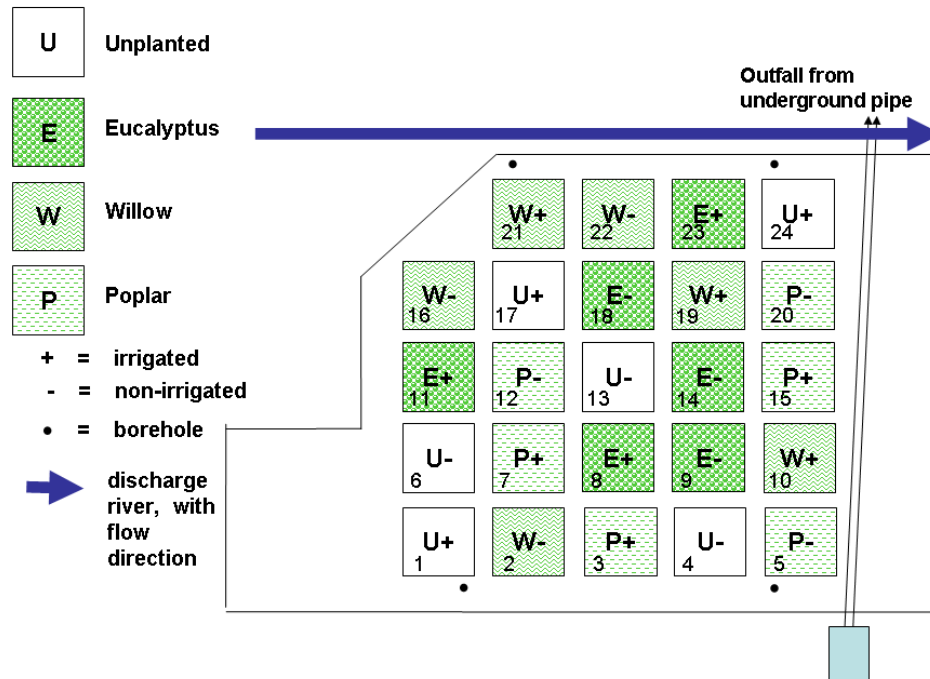 U Unplanted
E Eucalyptus
W Willow
P Poplar
+ = irrigated
- = non-irrigated
• = borehole
discharge
river, with
flow
direction
Outfall from
underground pipe
W+ W- E+ U+
21 22 23 24
W- U+ E- W+ P-
16 17 18 19 20
E+ P- U- E- P+
11 12 13 14 15
U- P+ E+ E- W+
6 7 8 9 10
U+ W- P+ U- P-
1 2 3 4 5